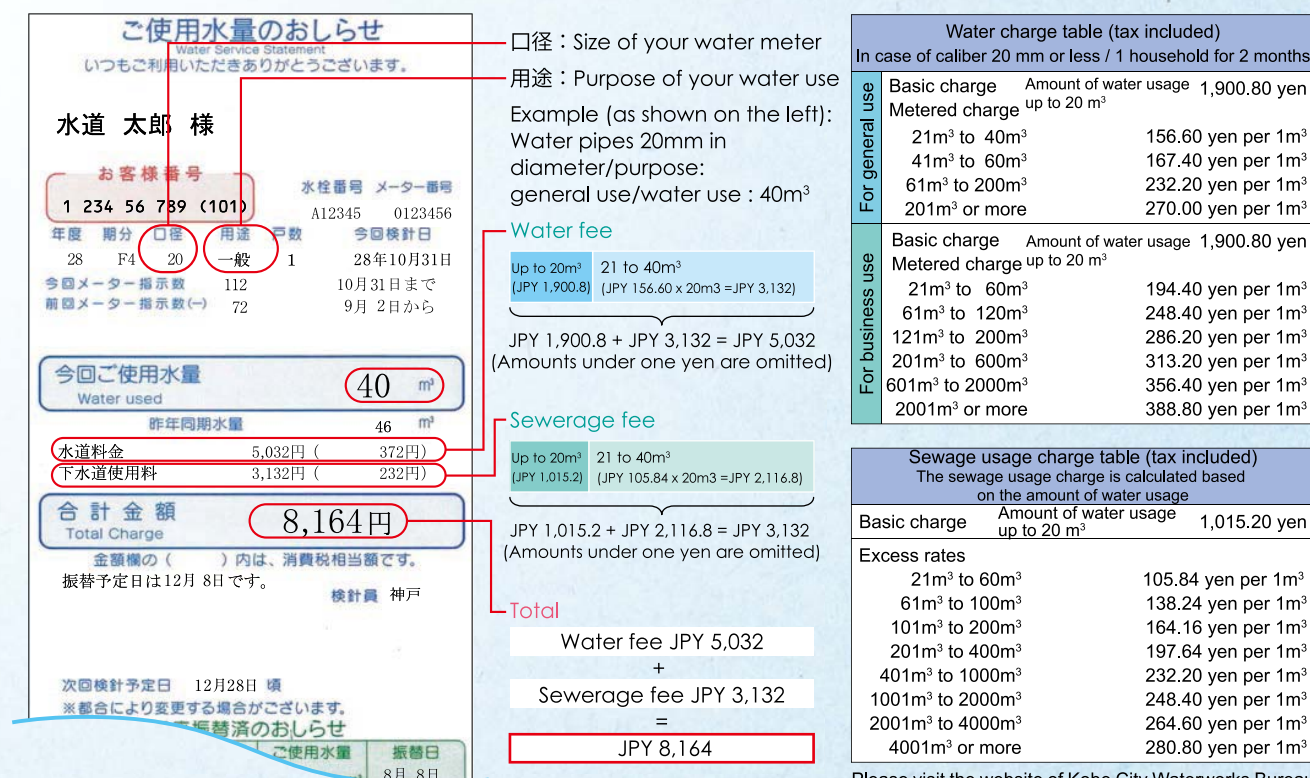 ご使用水量のおしらせ
Water Service Statement
いつもご利用いただきありがとうございます。
水道 太郎 様
お客様番号
1 234 56 789 (101)
水栓番号 メーター番号
A12345 0123456
年度 期分 口径 用途 戸数 今回検針日
28 F4 20 一般 1 28年10月31日
今回メーター指示数 112 10月31日まで
前回メーター指示数(−) 72 9月 2日から
今回ご使用水量
Water used
40 m³
昨年同期水量 46 m³
水道料金 5,032円 ( 372円)
下水道使用料 3,132円 ( 232円)
合計金額
Total Charge
8,164円
金額欄の ( ) 内は、消費税相当額です。
振替予定日は12月 8日です。
検針員 神戸
次回検針予定日 12月28日 頃
※都合により変更する場合がございます。
振替済のおしらせ
ご使用水量 振替日
8月 8日
口径：Size of your water meter
用途：Purpose of your water use
Example (as shown on the left):
Water pipes 20mm in
diameter/purpose:
general use/water use : 40m³
Water fee
Up to 20m³ 21 to 40m³
(JPY 1,900.8) (JPY 156.60 x 20m3 =JPY 3,132)
JPY 1,900.8 + JPY 3,132 = JPY 5,032
(Amounts under one yen are omitted)
Sewerage fee
Up to 20m³ 21 to 40m³
(JPY 1,015.2) (JPY 105.84 x 20m3 =JPY 2,116.8)
JPY 1,015.2 + JPY 2,116.8 = JPY 3,132
(Amounts under one yen are omitted)
Total
Water fee JPY 5,032
+
Sewerage fee JPY 3,132
=
JPY 8,164
Water charge table (tax included)
In case of caliber 20 mm or less / 1 household for 2 months
For general use
Basic charge Amount of water usage up to 20 m³ 1,900.80 yen
Metered charge
21m³ to 40m³ 156.60 yen per 1m³
41m³ to 60m³ 167.40 yen per 1m³
61m³ to 200m³ 232.20 yen per 1m³
201m³ or more 270.00 yen per 1m³
For business use
Basic charge Amount of water usage up to 20 m³ 1,900.80 yen
Metered charge
21m³ to 60m³ 194.40 yen per 1m³
61m³ to 120m³ 248.40 yen per 1m³
121m³ to 200m³ 286.20 yen per 1m³
201m³ to 600m³ 313.20 yen per 1m³
601m³ to 2000m³ 356.40 yen per 1m³
2001m³ or more 388.80 yen per 1m³
Sewage usage charge table (tax included)
The sewage usage charge is calculated based
on the amount of water usage
Basic charge Amount of water usage up to 20 m³ 1,015.20 yen
Excess rates
21m³ to 60m³ 105.84 yen per 1m³
61m³ to 100m³ 138.24 yen per 1m³
101m³ to 200m³ 164.16 yen per 1m³
201m³ to 400m³ 197.64 yen per 1m³
401m³ to 1000m³ 232.20 yen per 1m³
1001m³ to 2000m³ 248.40 yen per 1m³
2001m³ to 4000m³ 264.60 yen per 1m³
4001m³ or more 280.80 yen per 1m³
Please visit the website of Kobe City Waterworks